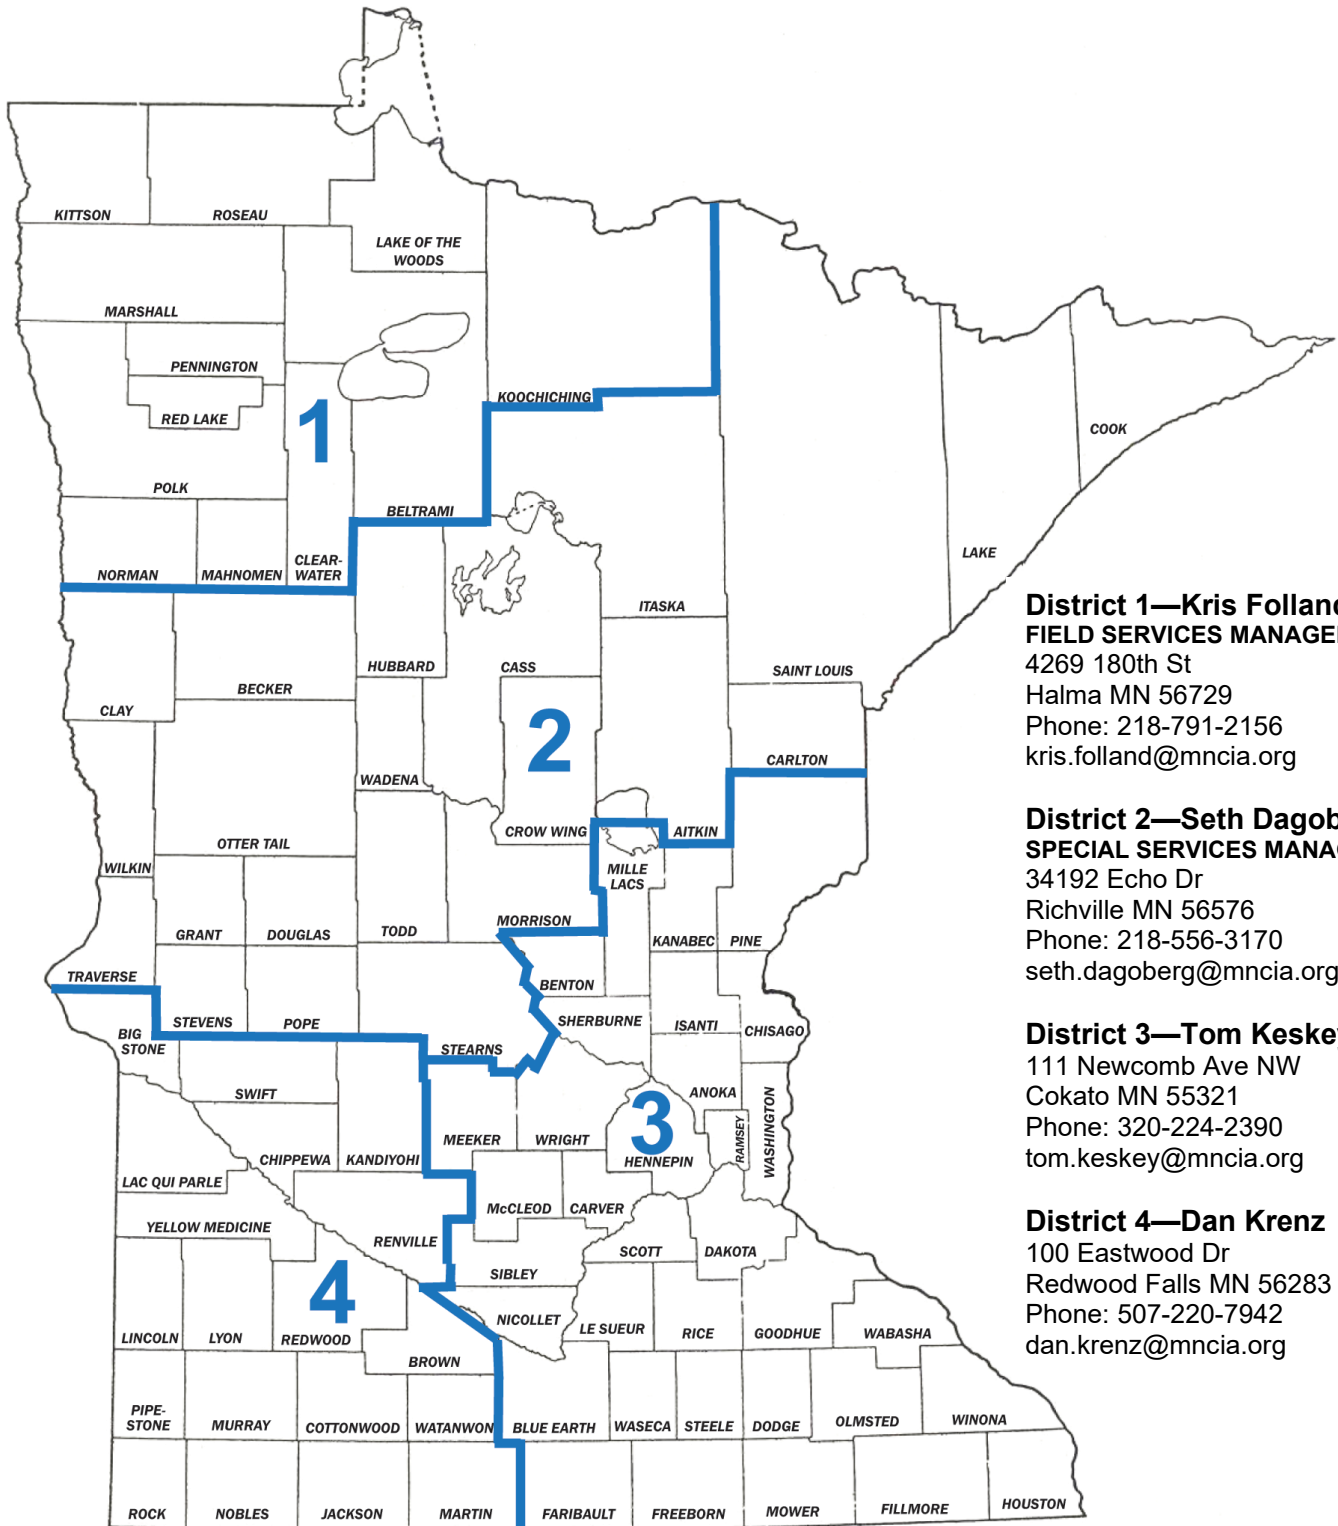 KITTSON
ROSEAU
LAKE OF THE
WOODS
MARSHALL
PENNINGTON
RED LAKE
1
KOOCHICHING
COOK
POLK
BELTRAMI
NORMAN
MAHNOMEN
CLEAR-
WATER
LAKE
ITASKA
HUBBARD
CASS
SAINT LOUIS
BECKER
CLAY
2
WADENA
CARLTON
CROW WING
AITKIN
OTTER TAIL
WILKIN
MILLE
LACS
MORRISON
TODD
GRANT
DOUGLAS
KANABEC
PINE
TRAVERSE
BENTON
STEVENS
POPE
SHERBURNE
ISANTI
CHISAGO
BIG
STONE
STEARNS
SWIFT
ANOKA
RAMSEY
WASHINGTON
3
MEEKER
WRIGHT
HENNEPIN
CHIPPEWA
KANDIYOHI
LAC QUI PARLE
McCLEOD
CARVER
YELLOW MEDICINE
RENVILLE
SCOTT
DAKOTA
SIBLEY
4
NICOLLET
LE SUEUR
RICE
GOODHUE
WABASHA
LINCOLN
LYON
REDWOOD
BROWN
PIPE-
STONE
MURRAY
COTTONWOOD
WATANWON
BLUE EARTH
WASECA
STEELE
DODGE
OLMSTED
WINONA
ROCK
NOBLES
JACKSON
MARTIN
FARIBAULT
FREEBORN
MOWER
FILLMORE
HOUSTON
District 1—Kris Folland
FIELD SERVICES MANAGE
4269 180th St
Halma MN 56729
Phone: 218-791-2156
kris.folland@mncia.org
District 2—Seth Dagob
SPECIAL SERVICES MANA
34192 Echo Dr
Richville MN 56576
Phone: 218-556-3170
seth.dagoberg@mncia.org
District 3—Tom Keskey
111 Newcomb Ave NW
Cokato MN 55321
Phone: 320-224-2390
tom.keskey@mncia.org
District 4—Dan Krenz
100 Eastwood Dr
Redwood Falls MN 56283
Phone: 507-220-7942
dan.krenz@mncia.org